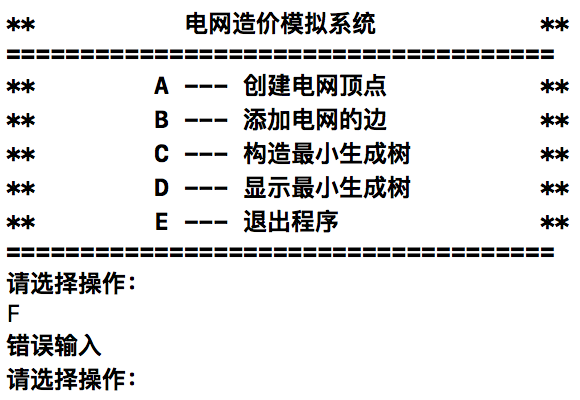 ** 电网造价模拟系统 **
=====================================
** A --- 创建电网顶点 **
** B --- 添加电网的边 **
** C --- 构造最小生成树 **
** D --- 显示最小生成树 **
** E --- 退出程序 **
=====================================
请选择操作：
F
错误输入
请选择操作：